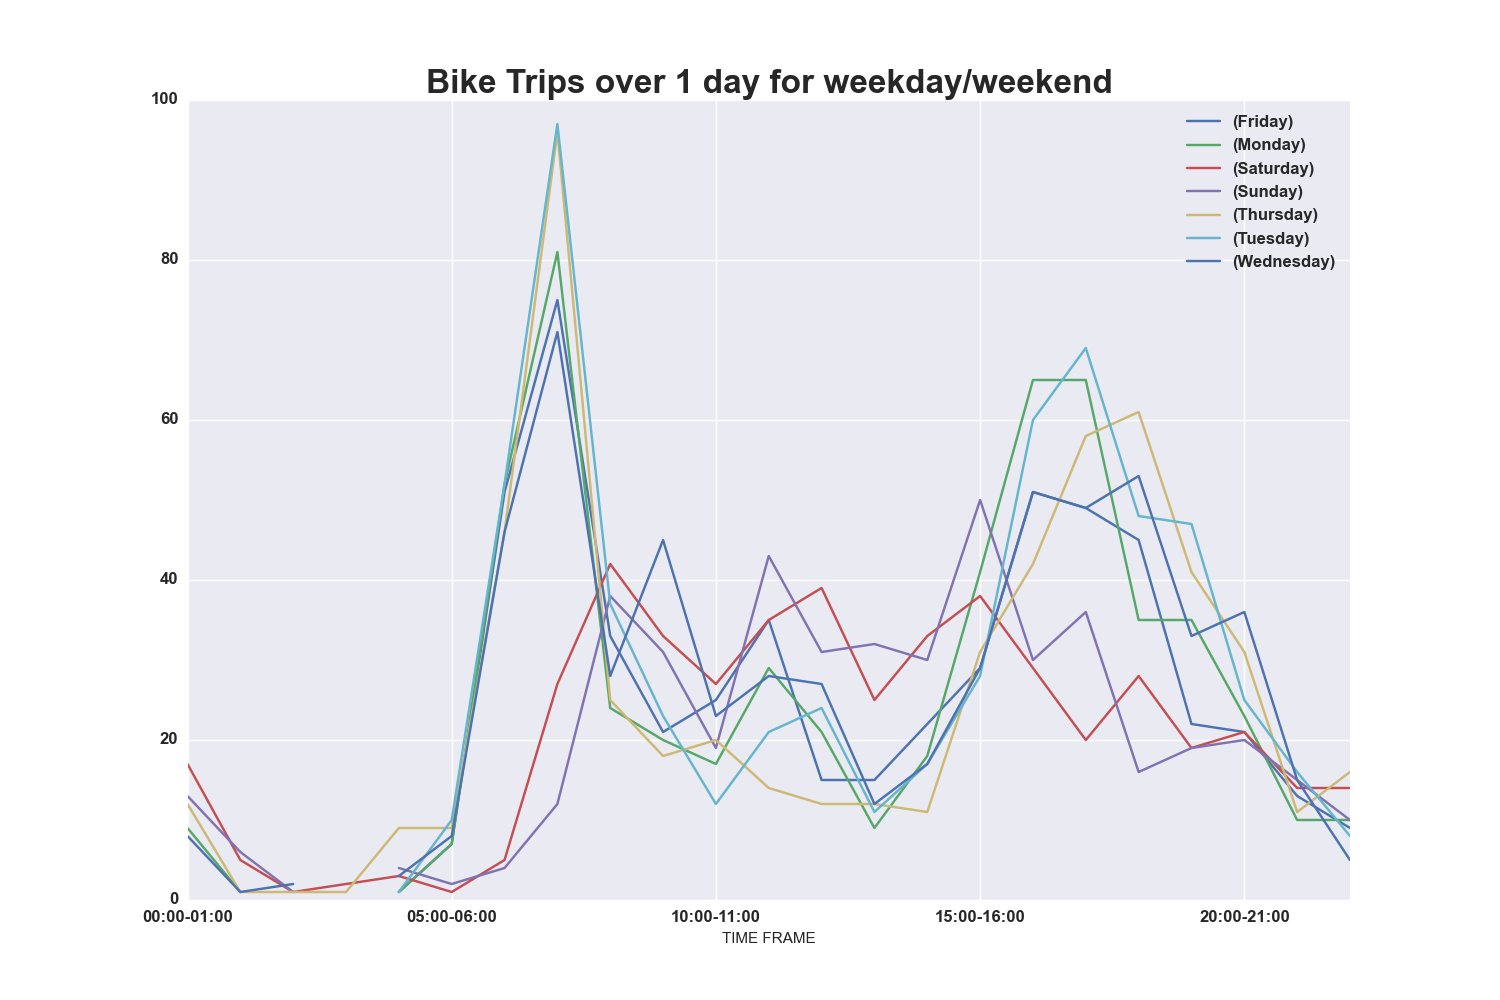 Bike Trips over 1 day for weekday/weekend
100
80
60
40
20
0
(Friday)
(Monday)
(Saturday)
(Sunday)
(Thursday)
(Tuesday)
(Wednesday)
00:00-01:00 05:00-06:00 10:00-11:00 15:00-16:00 20:00-21:00
TIME FRAME